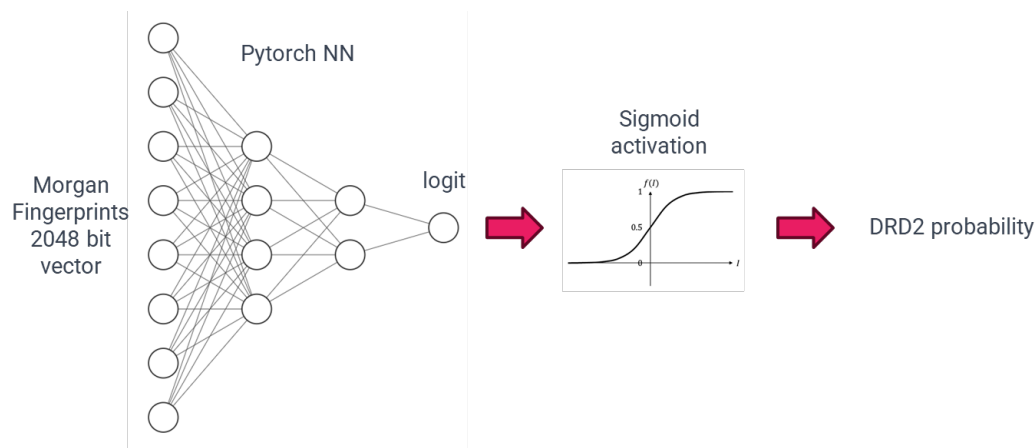 Pytorch NN
Morgan
Fingerprints
2048 bit
vector
logit
Sigmoid
activation
f(l)
1
0.5
0
l
DRD2 probability